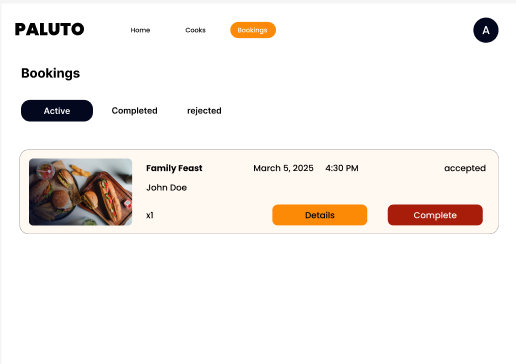 PALUTO Home Cooks Bookings A
Bookings
Active Completed rejected
Family Feast March 5, 2025 4:30 PM accepted
John Doe
x1 Details Complete